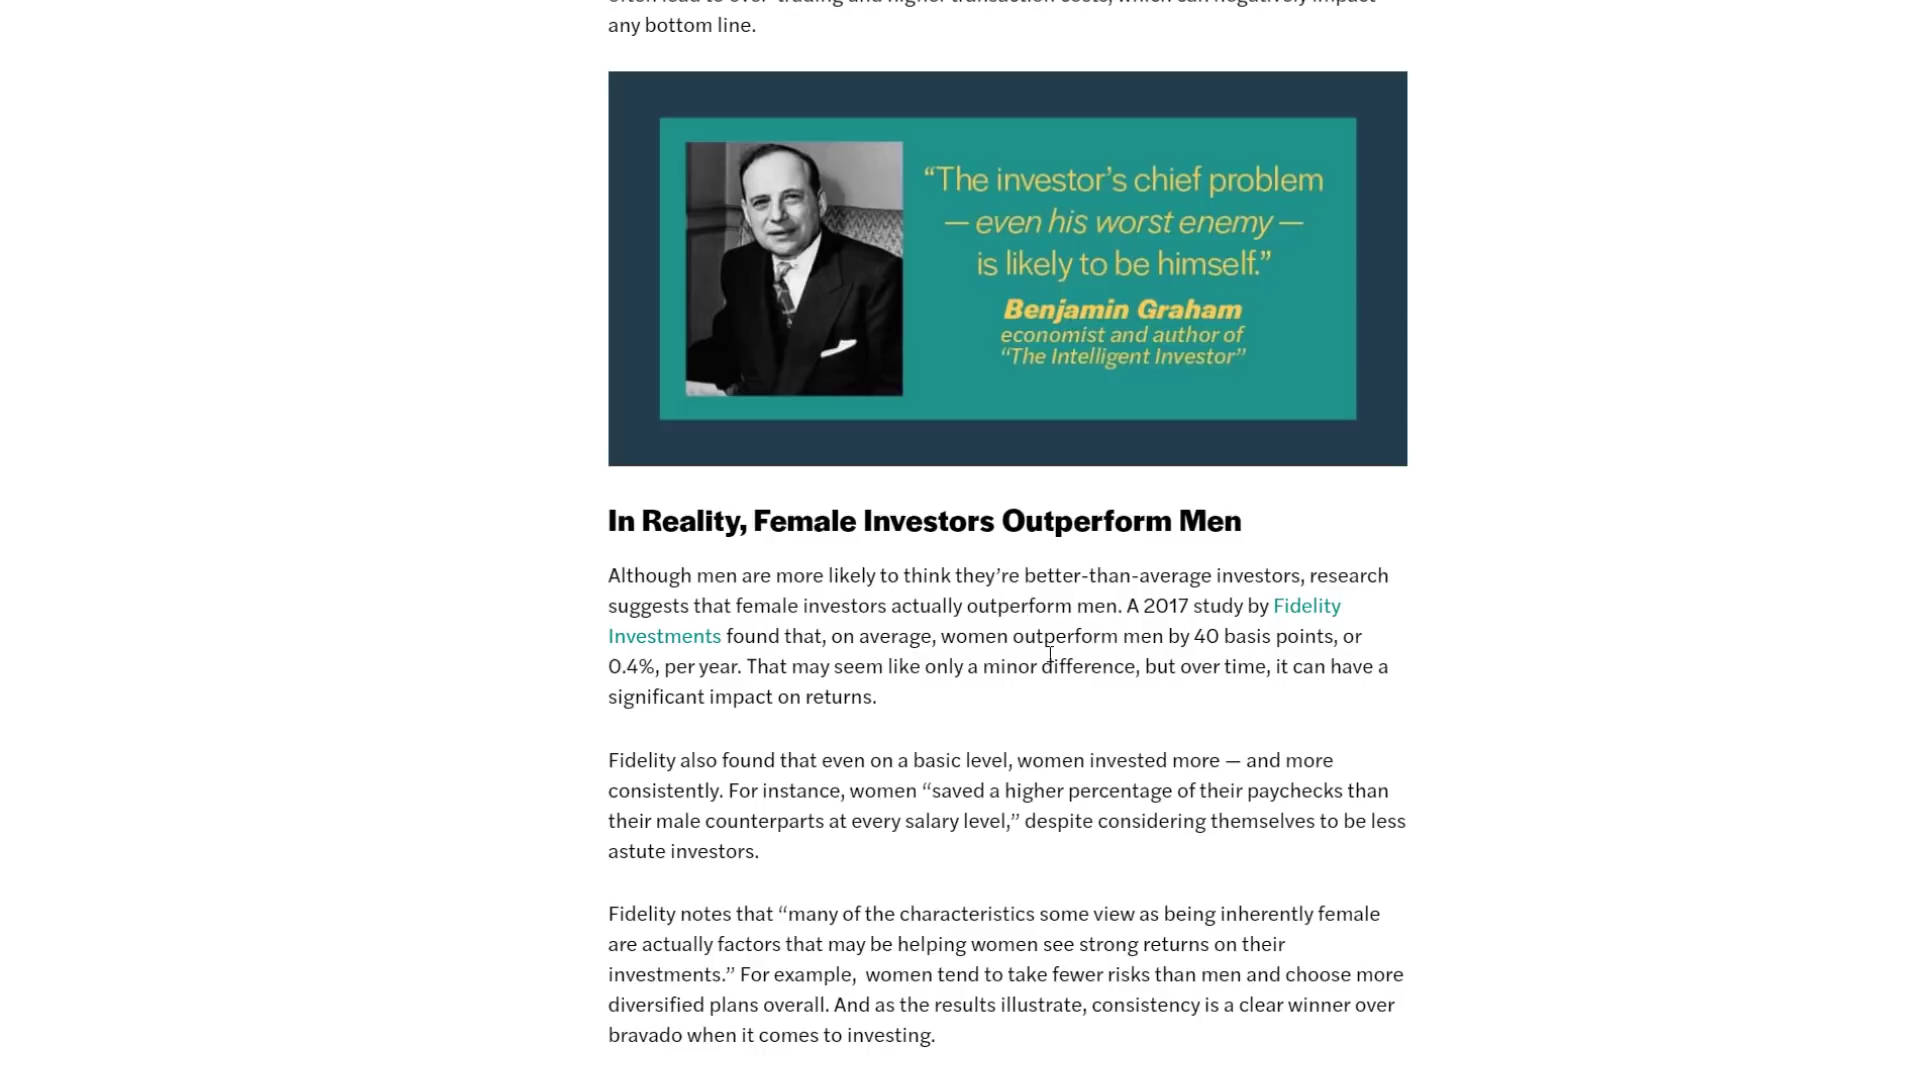 any bottom line.
“The investor’s chief problem
— even his worst enemy —
is likely to be himself.”
Benjamin Graham
economist and author of
“The Intelligent Investor”
In Reality, Female Investors Outperform Men
Although men are more likely to think they’re better-than-average investors, research
suggests that female investors actually outperform men. A 2017 study by Fidelity
Investments found that, on average, women outperform men by 40 basis points, or
0.4%, per year. That may seem like only a minor difference, but over time, it can have a
significant impact on returns.
Fidelity also found that even on a basic level, women invested more — and more
consistently. For instance, women “saved a higher percentage of their paychecks than
their male counterparts at every salary level,” despite considering themselves to be less
astute investors.
Fidelity notes that “many of the characteristics some view as being inherently female
are actually factors that may be helping women see strong returns on their
investments.” For example,  women tend to take fewer risks than men and choose more
diversified plans overall. And as the results illustrate, consistency is a clear winner over
bravado when it comes to investing.